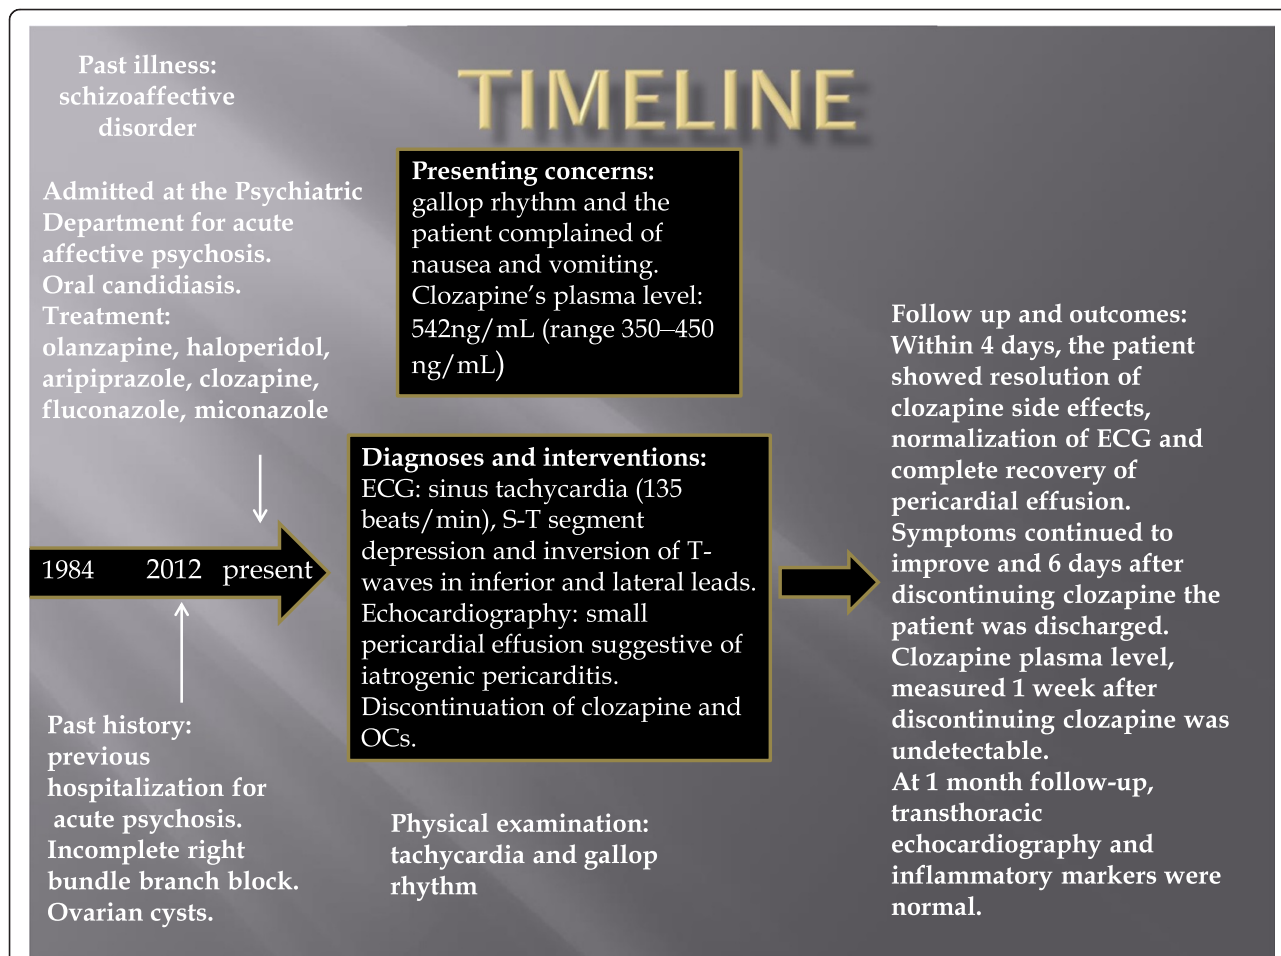 TIMELINE
Past illness:
schizoaffective
disorder
Admitted at the Psychiatric
Department for acute
affective psychosis.
Oral candidiasis.
Treatment:
olanzapine, haloperidol,
aripiprazole, clozapine,
fluconazole, miconazole
1984 2012 present
Past history:
previous
hospitalization for
acute psychosis.
Incomplete right
bundle branch block.
Ovarian cysts.
Presenting concerns:
gallop rhythm and the
patient complained of
nausea and vomiting.
Clozapine’s plasma level:
542ng/mL (range 350–450
ng/mL)
Diagnoses and interventions:
ECG: sinus tachycardia (135
beats/min), S-T segment
depression and inversion of T-
waves in inferior and lateral leads.
Echocardiography: small
pericardial effusion suggestive of
iatrogenic pericarditis.
Discontinuation of clozapine and
OCs.
Physical examination:
tachycardia and gallop
rhythm
Follow up and outcomes:
Within 4 days, the patient
showed resolution of
clozapine side effects,
normalization of ECG and
complete recovery of
pericardial effusion.
Symptoms continued to
improve and 6 days after
discontinuing clozapine the
patient was discharged.
Clozapine plasma level,
measured 1 week after
discontinuing clozapine was
undetectable.
At 1 month follow-up,
transthoracic
echocardiography and
inflammatory markers were
normal.